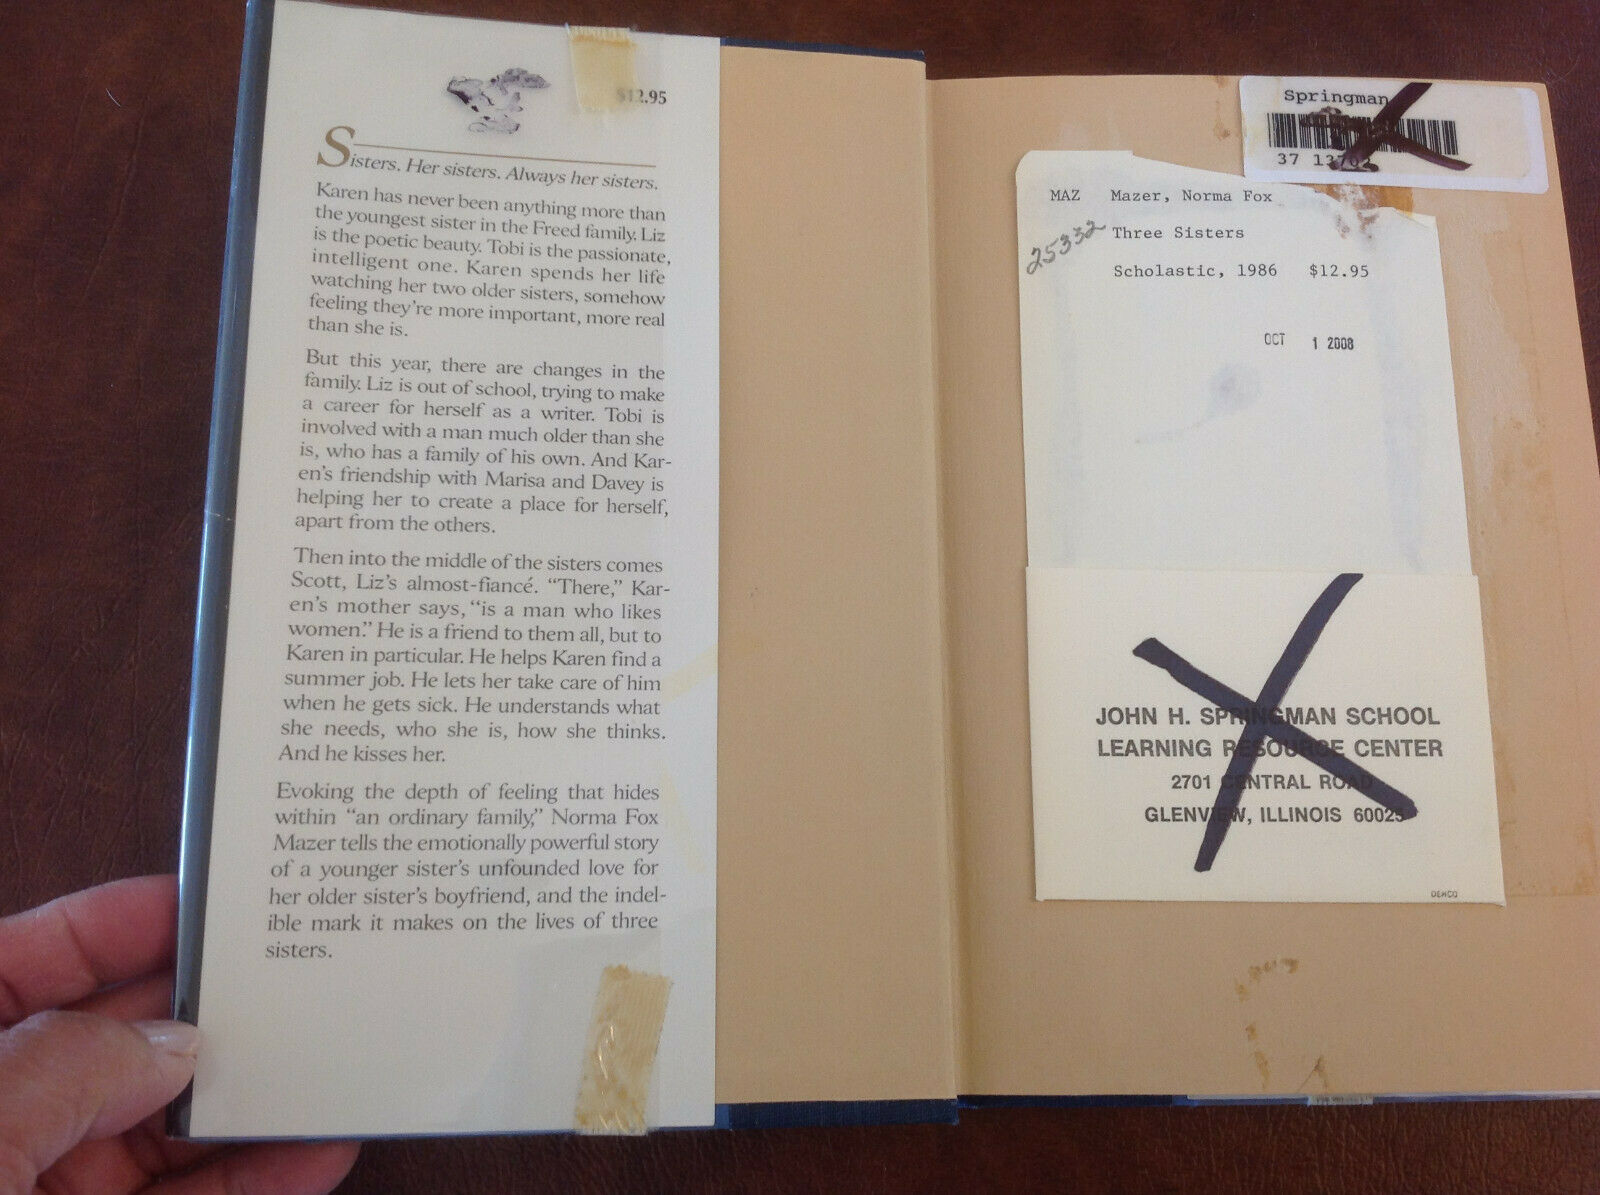 $12.95
Sisters. Her sisters. Always her sisters.
Karen has never been anything more than
the youngest sister in the Freed family. Liz
is the poetic beauty. Tobi is the passionate,
intelligent one. Karen spends her life
watching her two older sisters, somehow
feeling they're more important, more real
than she is.
But this year, there are changes in the
family. Liz is out of school, trying to make
a career for herself as a writer. Tobi is
involved with a man much older than she
is, who has a family of his own. And Kar-
en's friendship with Marisa and Davey is
helping her to create a place for herself,
apart from the others.
Then into the middle of the sisters comes
Scott, Liz's almost-fiancé. "There," Kar-
en's mother says, "is a man who likes
women." He is a friend to them all, but to
Karen in particular. He helps Karen find a
summer job. He lets her take care of him
when he gets sick. He understands what
she needs, who she is, how she thinks.
And he kisses her.
Evoking the depth of feeling that hides
within "an ordinary family," Norma Fox
Mazer tells the emotionally powerful story
of a younger sister's unfounded love for
her older sister's boyfriend, and the indel-
ible mark it makes on the lives of three
sisters.
Springman
37 13702
MAZ Mazer, Norma Fox
25332
Three Sisters
Scholastic, 1986 $12.95
OCT 1 2008
JOHN H. SPRINGMAN SCHOOL
LEARNING RESOURCE CENTER
2701 CENTRAL ROAD
GLENVIEW, ILLINOIS 60025
DEMCO